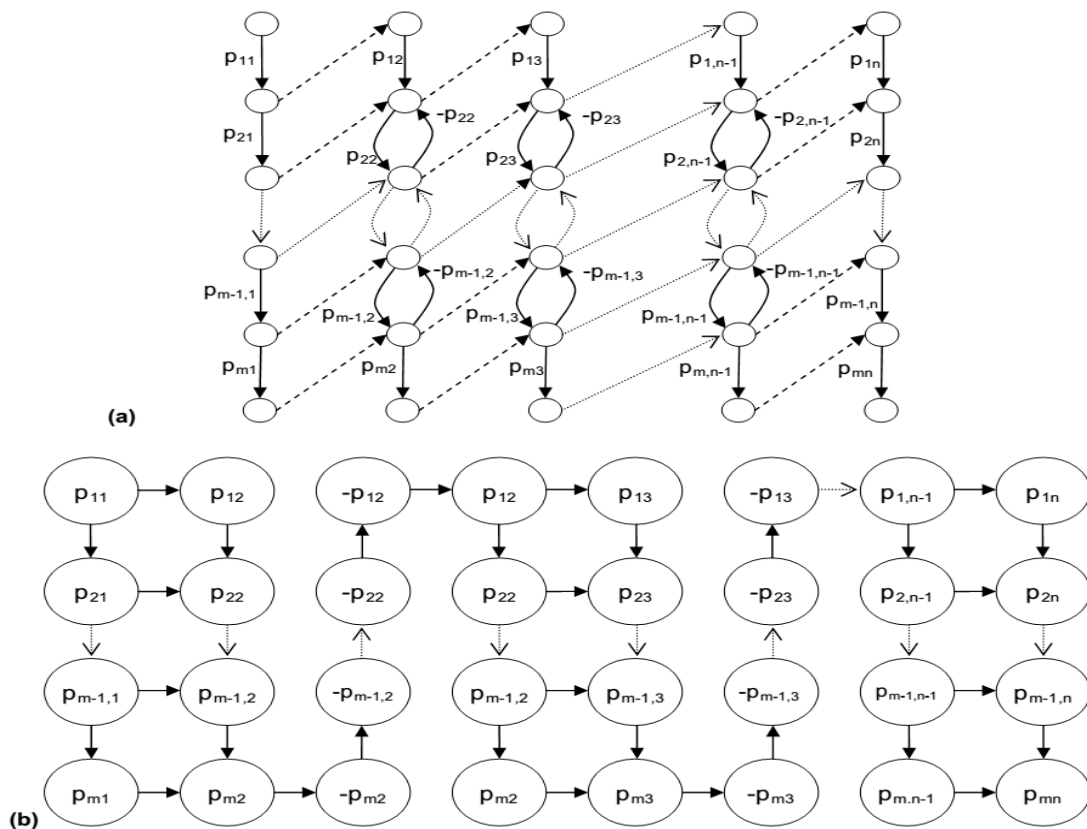 p11 p12 p13 p1,n-1 p1n
-p22 -p23 -p2,n-1
p21 p22 p23 p2,n-1 p2n
-pm-1,2 -pm-1,3 -pm-1,n-1
pm-1,1 pm-1,2 pm-1,3 pm-1,n-1 pm-1,n
pm1 pm2 pm3 pm,n-1 pmn
(a)
p11 p12 -p12 p12 p13 -p13 p1,n-1 p1n
p21 p22 -p22 p22 p23 -p23 p2,n-1 p2n
pm-1,1 pm-1,2 -pm-1,2 pm-1,2 pm-1,3 -pm-1,3 pm-1,n-1 pm-1,n
pm1 pm2 -pm2 pm2 pm3 -pm3 pm.n-1 pmn
(b)